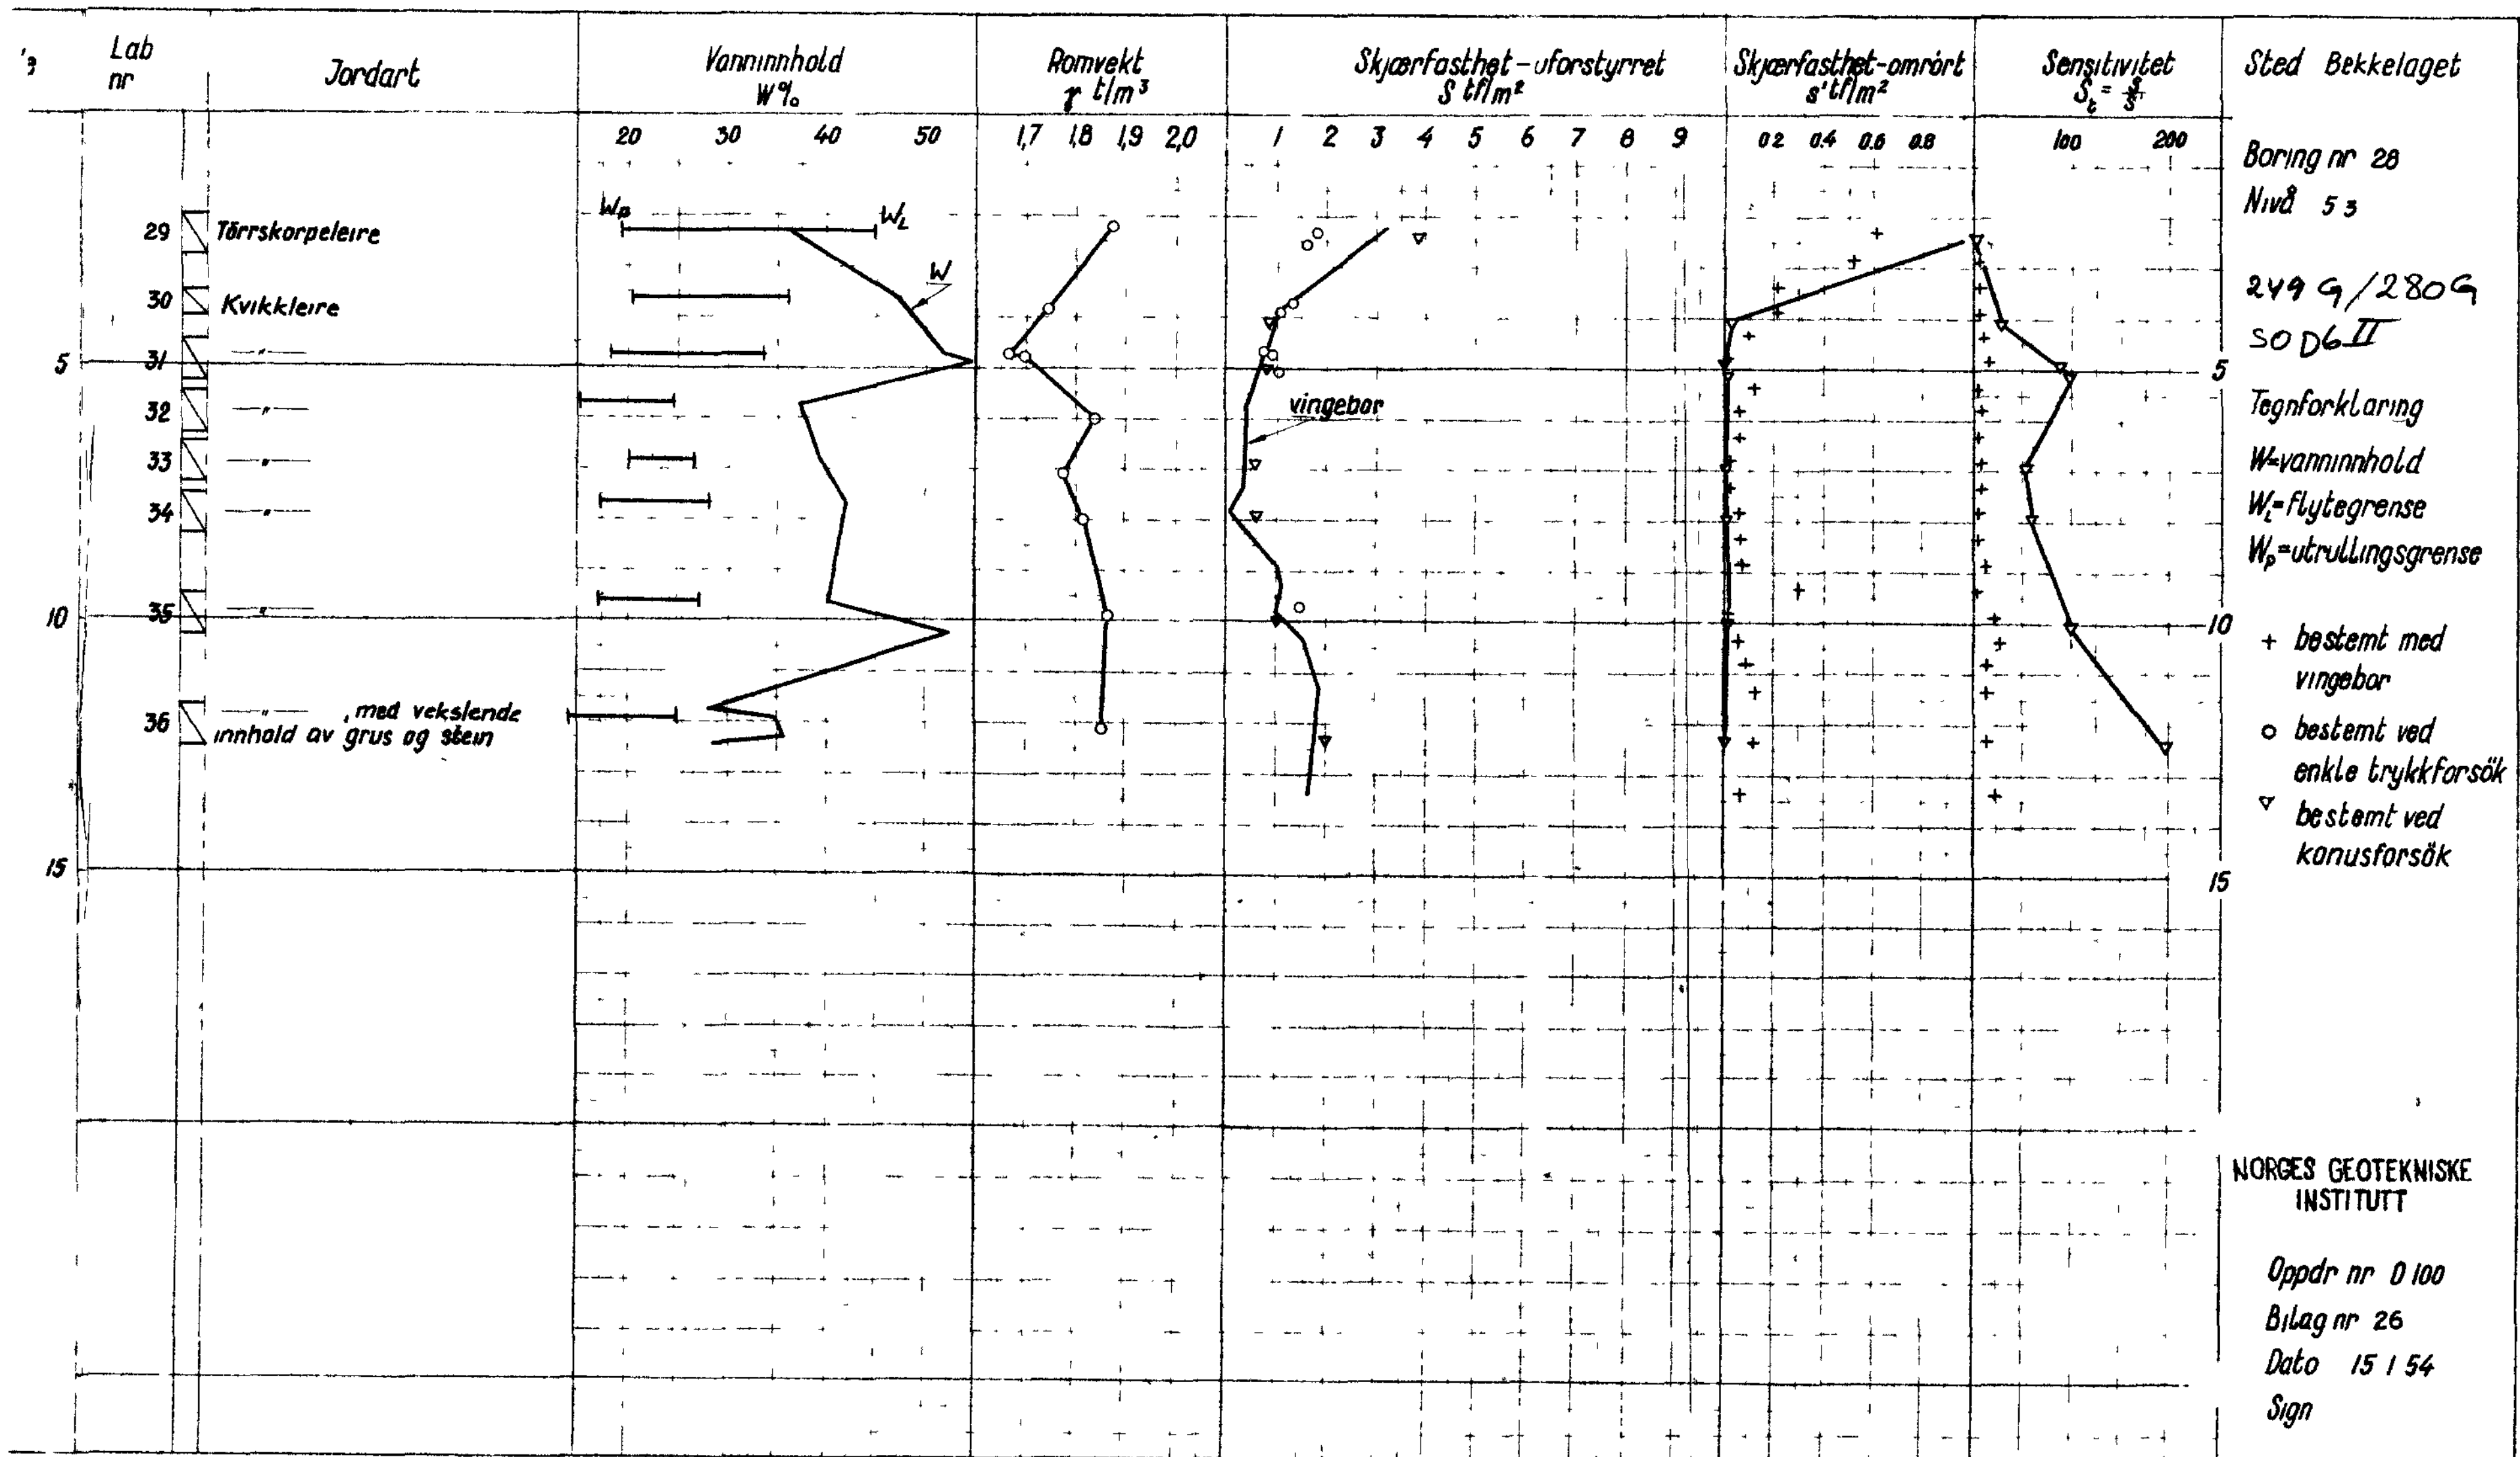 Lab
nr
Jordart
Vanninnhold
W %
Romvekt
γ t/m³
Skjærfasthet - uforstyrret
S tf/m²
Skjærfasthet-omrört
s' tf/m²
Sensitivitet
Sted Bekkelaget
20 30 40 50
1,7 1,8 1,9 2,0
1 2 3 4 5 6 7 8 9
0.2 0.4 0.6 0.8
100 200
Boring nr 28
Nivå 5 3
249 G/280G
SO D6 II
29 Törrskorpeleire
Wp
WL
W
30 Kvikkleire
5
31 — " —
32 — " —
33 — " —
34 — " —
10
35 — " —
36 — " — , med vekslende
innhold av grus og stein
15
vingebor
5
10
15
Tegnforklaring
W=vanninnhold
WL=flytegrense
Wp=utrullingsgrense
+ bestemt med
vingebor
o bestemt ved
enkle trykkforsök
▽ bestemt ved
konusforsök
NORGES GEOTEKNISKE
INSTITUTT
Oppdr nr O 100
Bilag nr 26
Dato 15 1 54
Sign